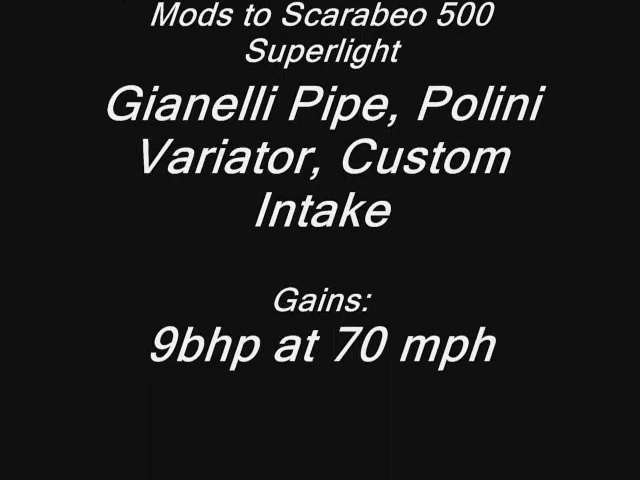 Mods to Scarabeo 500
Superlight
Gianelli Pipe, Polini
Variator, Custom
Intake
Gains:
9bhp at 70 mph